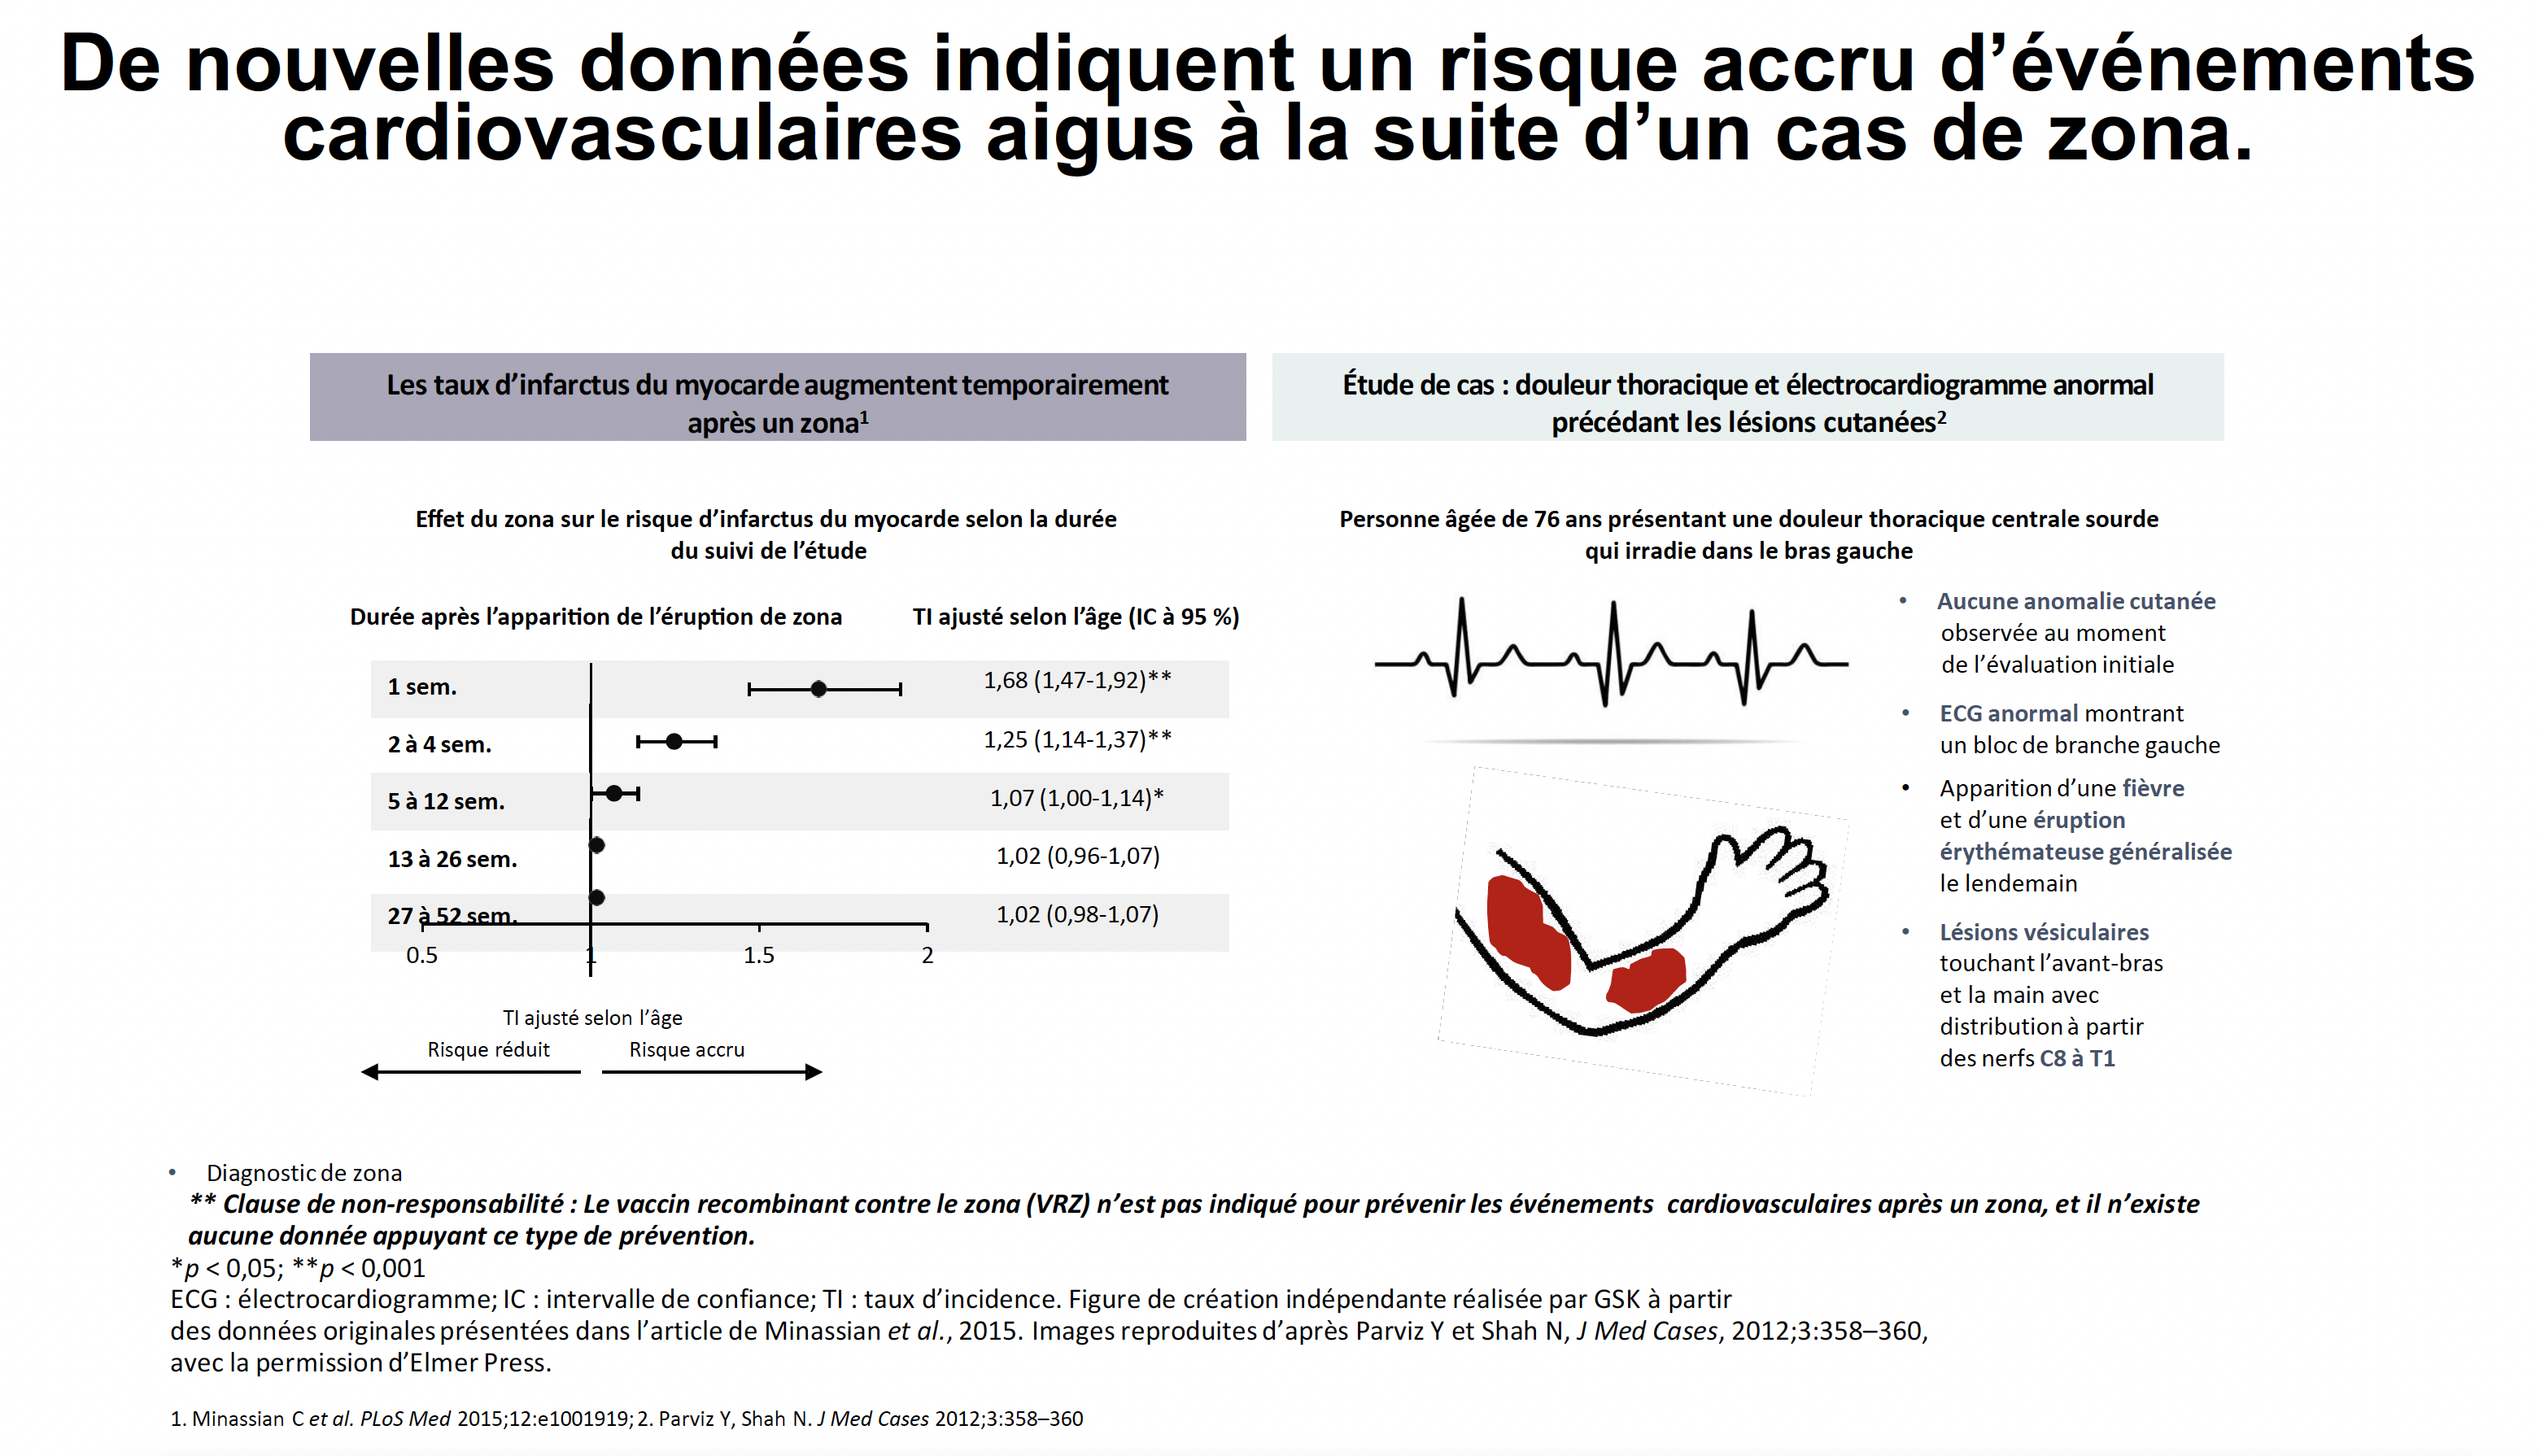 De nouvelles données indiquent un risque accru d’événements
cardiovasculaires aigus à la suite d’un cas de zona.
Les taux d’infarctus du myocarde augmentent temporairement
après un zona¹
Effet du zona sur le risque d’infarctus du myocarde selon la durée
du suivi de l’étude
Durée après l’apparition de l’éruption de zona
TI ajusté selon l’âge (IC à 95 %)
1 sem.
1,68 (1,47-1,92)**
2 à 4 sem.
1,25 (1,14-1,37)**
5 à 12 sem.
1,07 (1,00-1,14)*
13 à 26 sem.
1,02 (0,96-1,07)
27 à 52 sem.
1,02 (0,98-1,07)
0.5
1
1.5
2
TI ajusté selon l’âge
Risque réduit
Risque accru
Étude de cas : douleur thoracique et électrocardiogramme anormal
précédant les lésions cutanées²
Personne âgée de 76 ans présentant une douleur thoracique centrale sourde
qui irradie dans le bras gauche
• Aucune anomalie cutanée
observée au moment
de l’évaluation initiale
• ECG anormal montrant
un bloc de branche gauche
• Apparition d’une fièvre
et d’une éruption
érythémateuse généralisée
le lendemain
• Lésions vésiculaires
touchant l’avant-bras
et la main avec
distribution à partir
des nerfs C8 à T1
• Diagnostic de zona
** Clause de non-responsabilité : Le vaccin recombinant contre le zona (VRZ) n’est pas indiqué pour prévenir les événements cardiovasculaires après un zona, et il n’existe
aucune donnée appuyant ce type de prévention.
*p < 0,05; **p < 0,001
ECG : électrocardiogramme; IC : intervalle de confiance; TI : taux d’incidence. Figure de création indépendante réalisée par GSK à partir
des données originales présentées dans l’article de Minassian et al., 2015. Images reproduites d’après Parviz Y et Shah N, J Med Cases, 2012;3:358–360,
avec la permission d’Elmer Press.
1. Minassian C et al. PLoS Med 2015;12:e1001919; 2. Parviz Y, Shah N. J Med Cases 2012;3:358–360